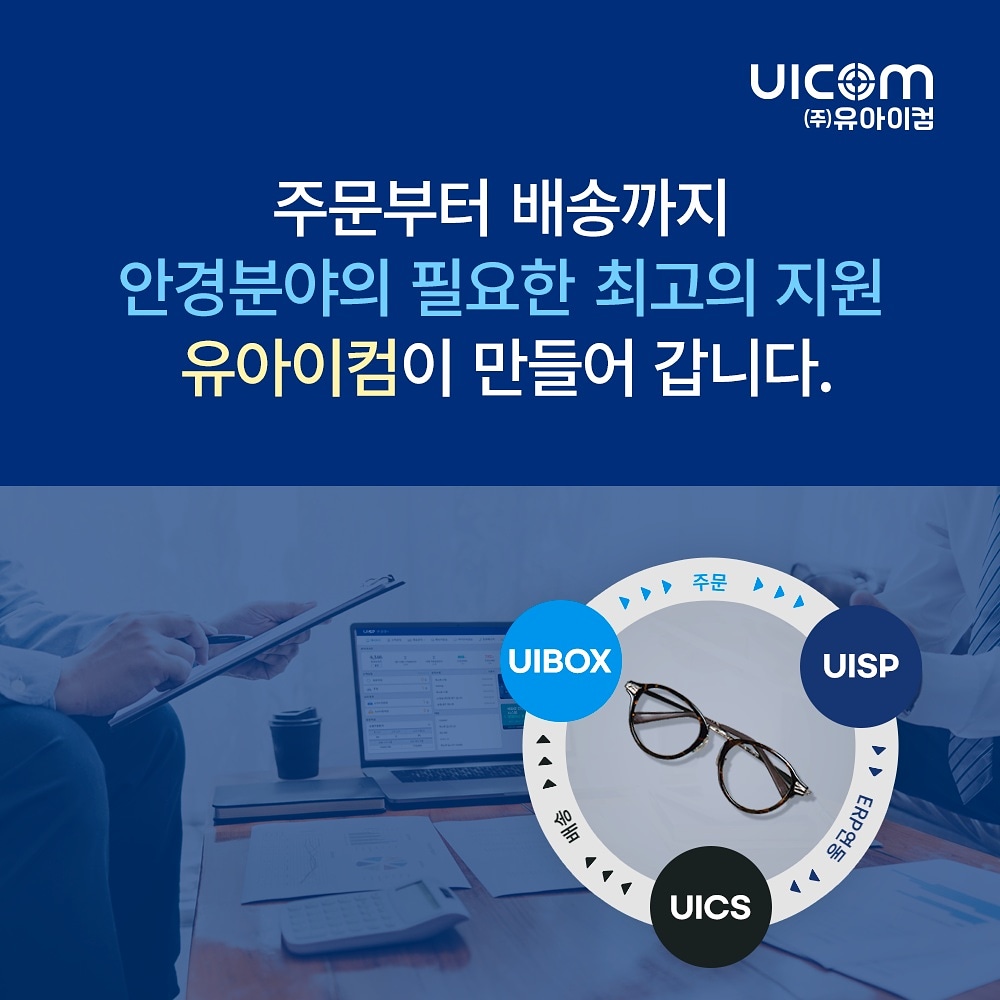 UICOM
(주)유아이컴
주문부터 배송까지
안경분야의 필요한 최고의 지원
유아이컴이 만들어 갑니다.
주문
UIBOX
UISP
ERP연동
배송
UICS